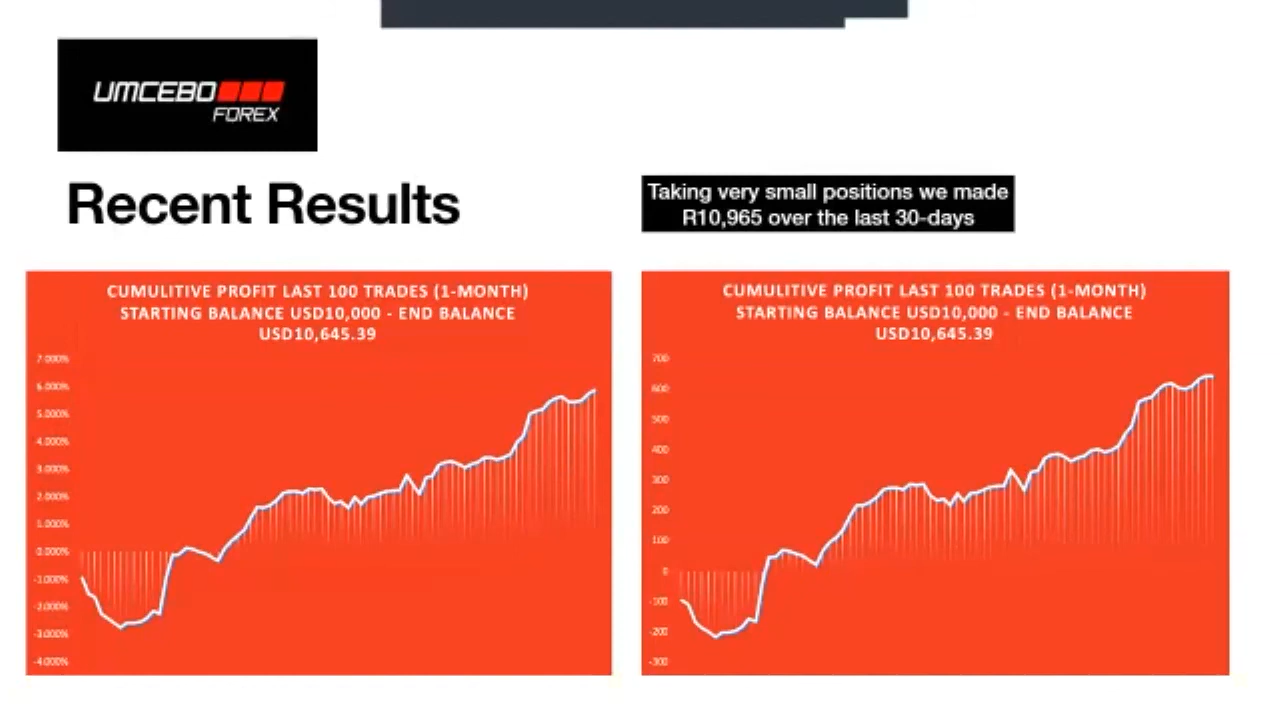 UMCEBO
FOREX
Recent Results
Taking very small positions we made
R10,965 over the last 30-days
CUMULITIVE PROFIT LAST 100 TRADES (1-MONTH)
STARTING BALANCE USD10,000 - END BALANCE
USD10,645.39
7.000%
6.000%
5.000%
4.000%
3.000%
2.000%
1.000%
0.000%
-1.000%
-2.000%
-3.000%
-4.000%
CUMULITIVE PROFIT LAST 100 TRADES (1-MONTH)
STARTING BALANCE USD10,000 - END BALANCE
USD10,645.39
700
600
500
400
300
200
100
0
-100
-200
-300